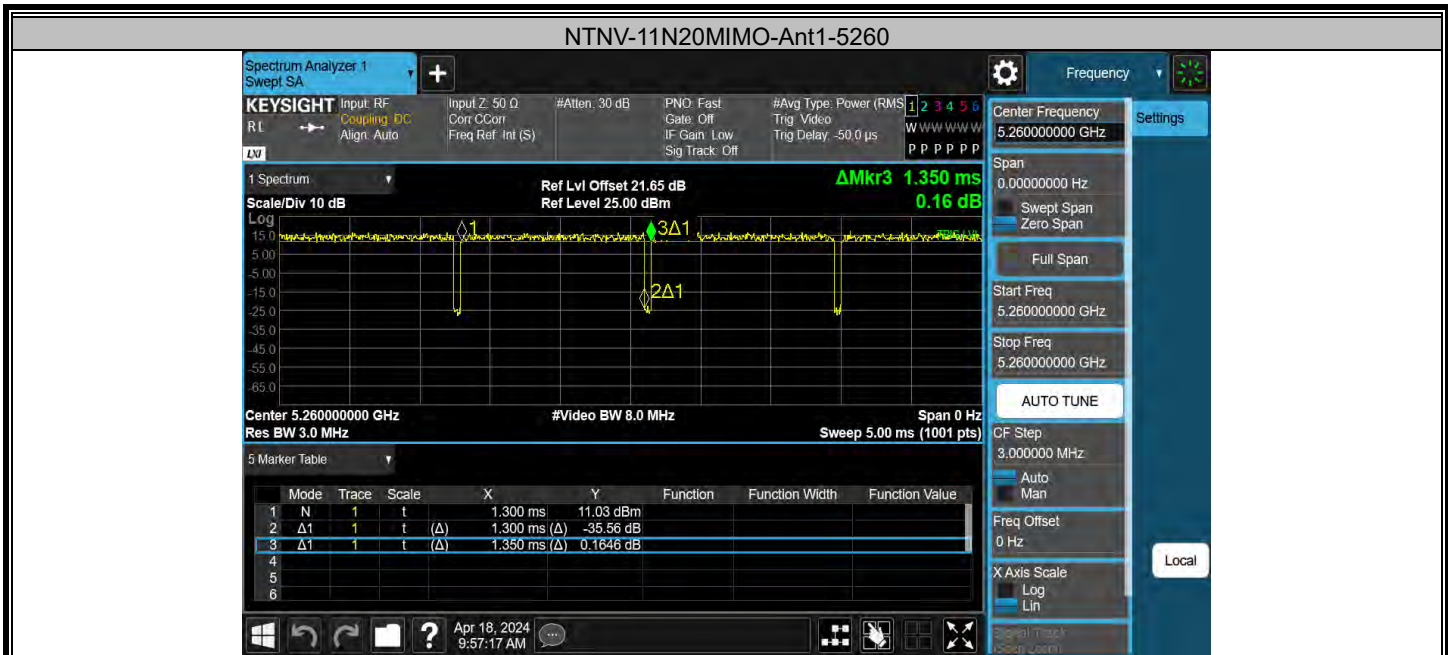 NTNV-11N20MIMO-Ant1-5260
Spectrum Analyzer 1
Swept SA
Frequency
KEYSIGHT
RL
LXI
Input: RF
Coupling: DC
Align: Auto
Input Z: 50 Ω
Corr CCorr
Freq Ref: Int (S)
#Atten: 30 dB
PNO: Fast
Gate: Off
IF Gain: Low
Sig Track: Off
#Avg Type: Power (RMS
Trig: Video
Trig Delay: -50.0 µs
1 2 3 4 5 6
W W W W W W
P P P P P P
Center Frequency
5.260000000 GHz
Settings
Span
0.00000000 Hz
Swept Span
Zero Span
Full Span
Start Freq
5.260000000 GHz
Stop Freq
5.260000000 GHz
AUTO TUNE
CF Step
3.000000 MHz
Auto
Man
Freq Offset
0 Hz
X Axis Scale
Log
Lin
Signal Track
(Span Zoom)
Local
1 Spectrum
Scale/Div 10 dB
Ref Lvl Offset 21.65 dB
Ref Level 25.00 dBm
ΔMkr3 1.350 ms
0.16 dB
Log
15.0
5.00
-5.00
-15.0
-25.0
-35.0
-45.0
-55.0
-65.0
1
3Δ1
2Δ1
TRIG LVL
Center 5.260000000 GHz
#Video BW 8.0 MHz
Span 0 Hz
Res BW 3.0 MHz
Sweep 5.00 ms (1001 pts)
5 Marker Table
Mode Trace Scale X Y Function Function Width Function Value
1 N 1 t 1.300 ms 11.03 dBm
2 Δ1 1 t (Δ) 1.300 ms (Δ) -35.56 dB
3 Δ1 1 t (Δ) 1.350 ms (Δ) 0.1646 dB
4
5
6
Apr 18, 2024
9:57:17 AM